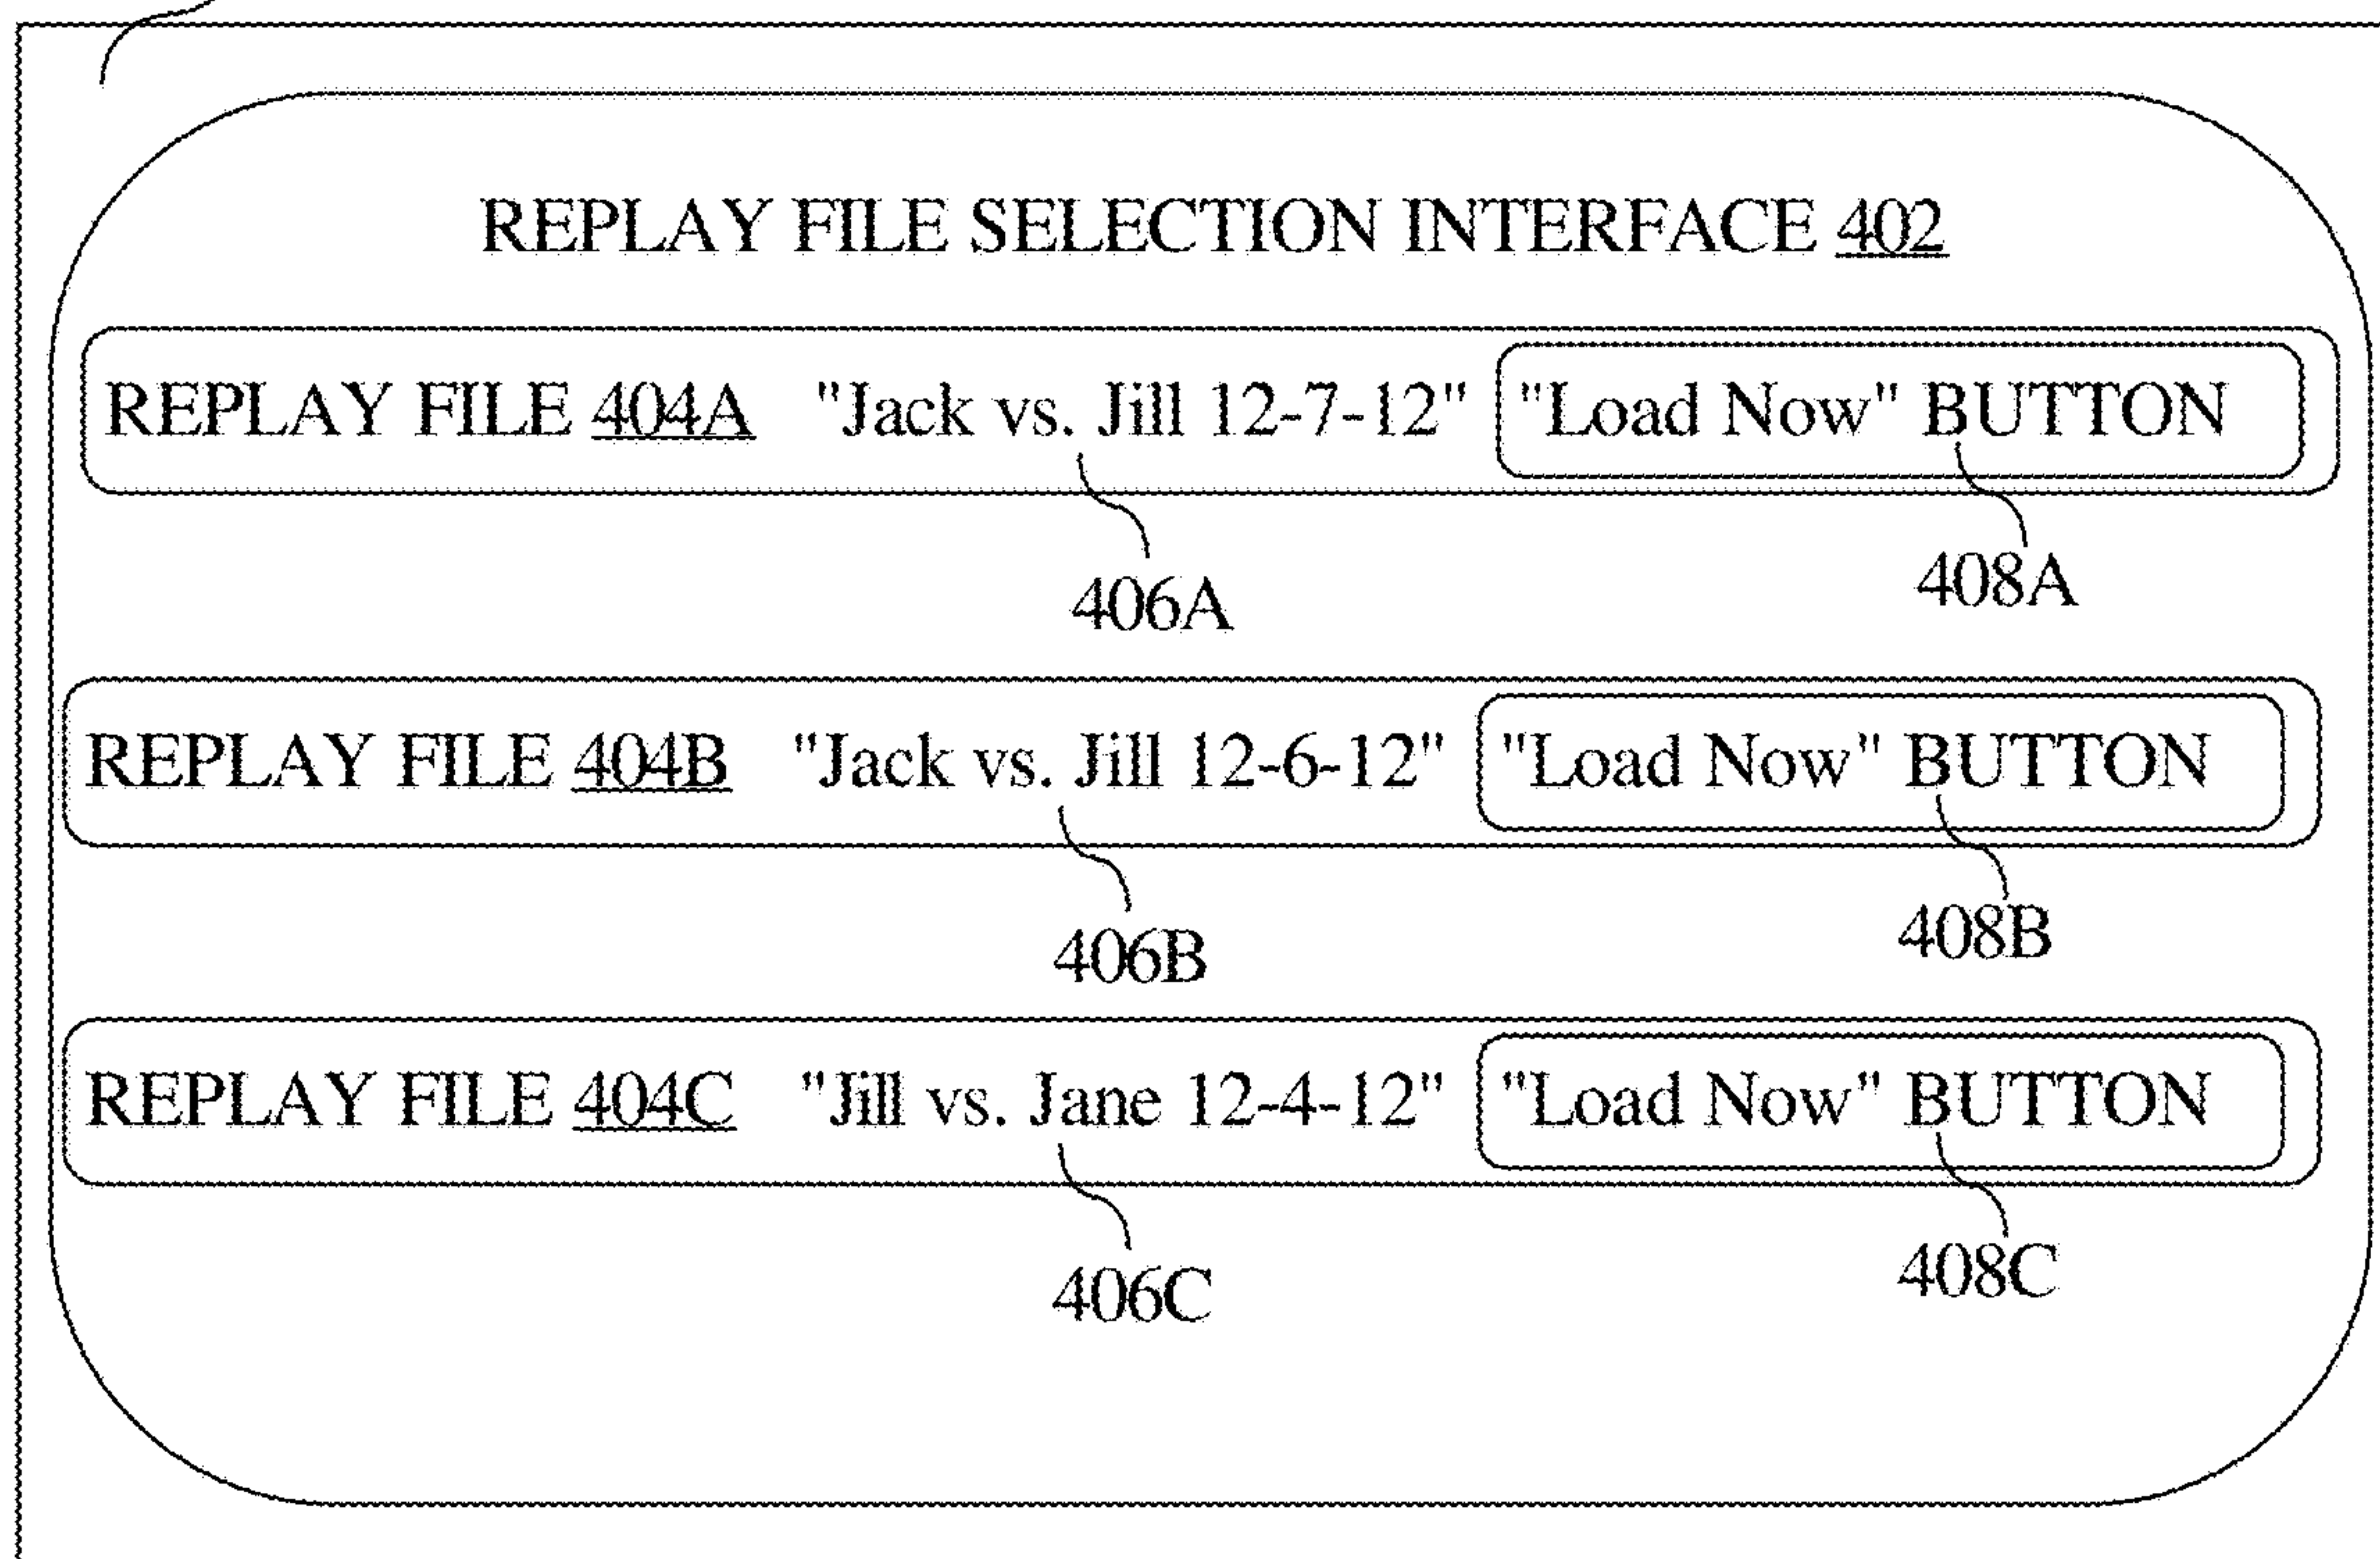 REPLAY FILE SELECTION INTERFACE 402
REPLAY FILE 404A "Jack vs. Jill 12-7-12" "Load Now" BUTTON
406A 408A
REPLAY FILE 404B "Jack vs. Jill 12-6-12" "Load Now" BUTTON
406B 408B
REPLAY FILE 404C "Jill vs. Jane 12-4-12" "Load Now" BUTTON
406C 408C